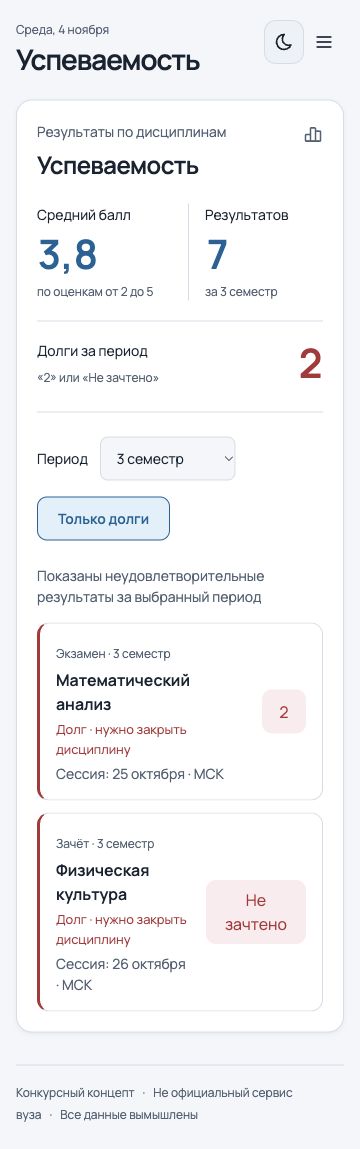 Среда, 4 ноября
Успеваемость
Результаты по дисциплинам
Успеваемость
Средний балл
3,8
по оценкам от 2 до 5
Результатов
7
за 3 семестр
Долги за период
«2» или «Не зачтено»
2
Период
3 семестр
Только долги
Показаны неудовлетворительные
результаты за выбранный период
Экзамен · 3 семестр
Математический
анализ
Долг · нужно закрыть
дисциплину
Сессия: 25 октября · МСК
2
Зачёт · 3 семестр
Физическая
культура
Долг · нужно закрыть
дисциплину
Сессия: 26 октября
· МСК
Не
зачтено
Конкурсный концепт · Не официальный сервис
вуза · Все данные вымышлены